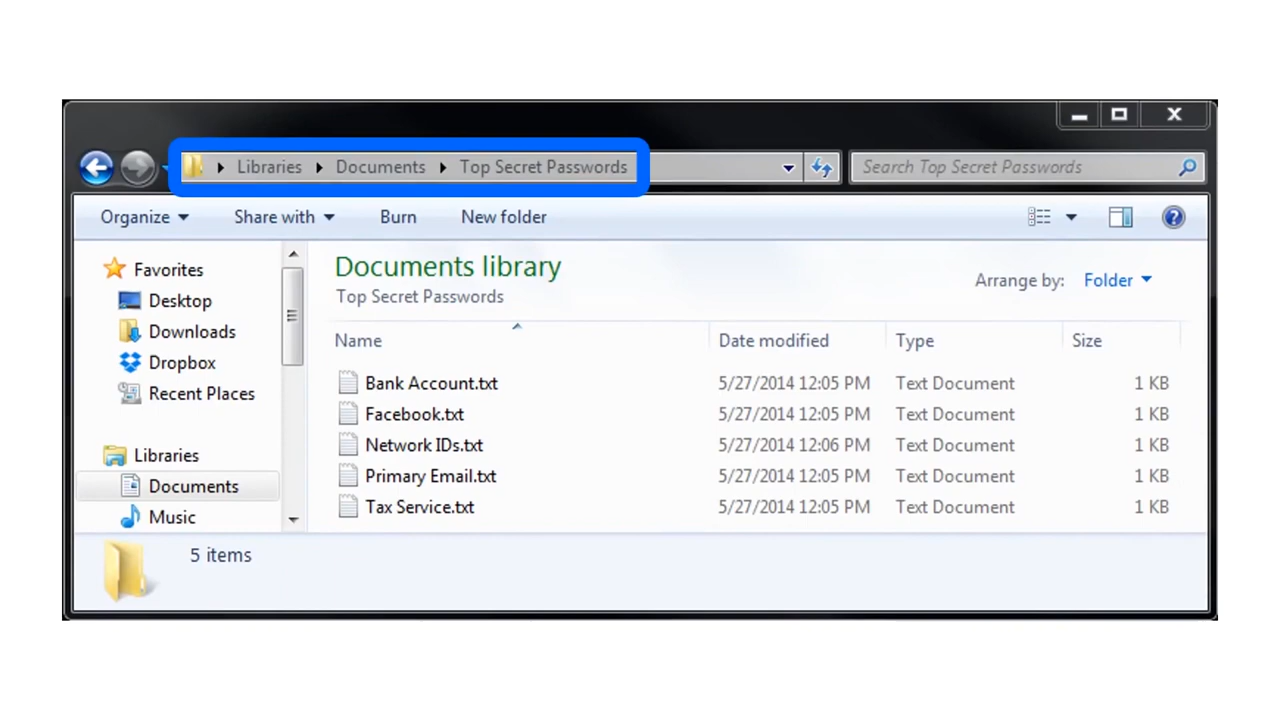 Libraries Documents Top Secret Passwords Search Top Secret Passwords
Organize Share with Burn New folder
Favorites
Desktop
Downloads
Dropbox
Recent Places
Libraries
Documents
Music
Documents library
Top Secret Passwords
Arrange by: Folder
Name Date modified Type Size
Bank Account.txt 5/27/2014 12:05 PM Text Document 1 KB
Facebook.txt 5/27/2014 12:05 PM Text Document 1 KB
Network IDs.txt 5/27/2014 12:06 PM Text Document 1 KB
Primary Email.txt 5/27/2014 12:05 PM Text Document 1 KB
Tax Service.txt 5/27/2014 12:05 PM Text Document 1 KB
5 items